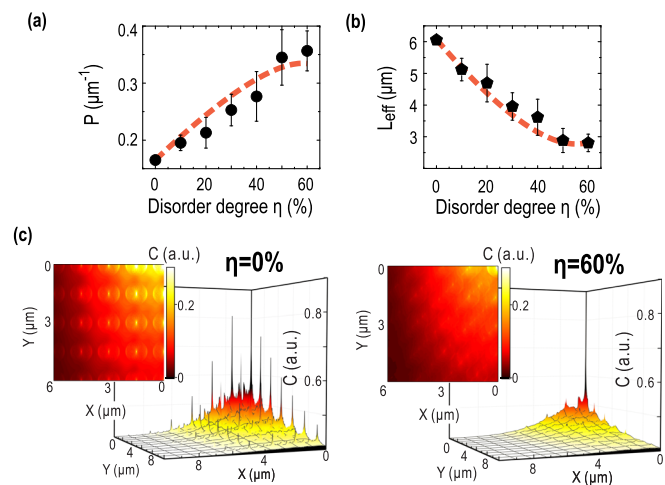 (a)
(b)
0.4
0.3
0.2
P (μm⁻¹)
0 20 40 60
Disorder degree η (%)
6
5
4
3
L_eff (μm)
0 20 40 60
Disorder degree η (%)
(c)
C (a.u.)
η=0%
0
3
6
Y (μm)
0.2
0
6 3 0
X (μm)
0.8
0.6
C (a.u.)
0
4
8
Y (μm)
8 4 0
X (μm)
C (a.u.)
η=60%
0
3
Y (μm)
0.2
0
6 3 0
X (μm)
0.8
0.6
C (a.u.)
0
4
8
Y (μm)
8 4 0
X (μm)